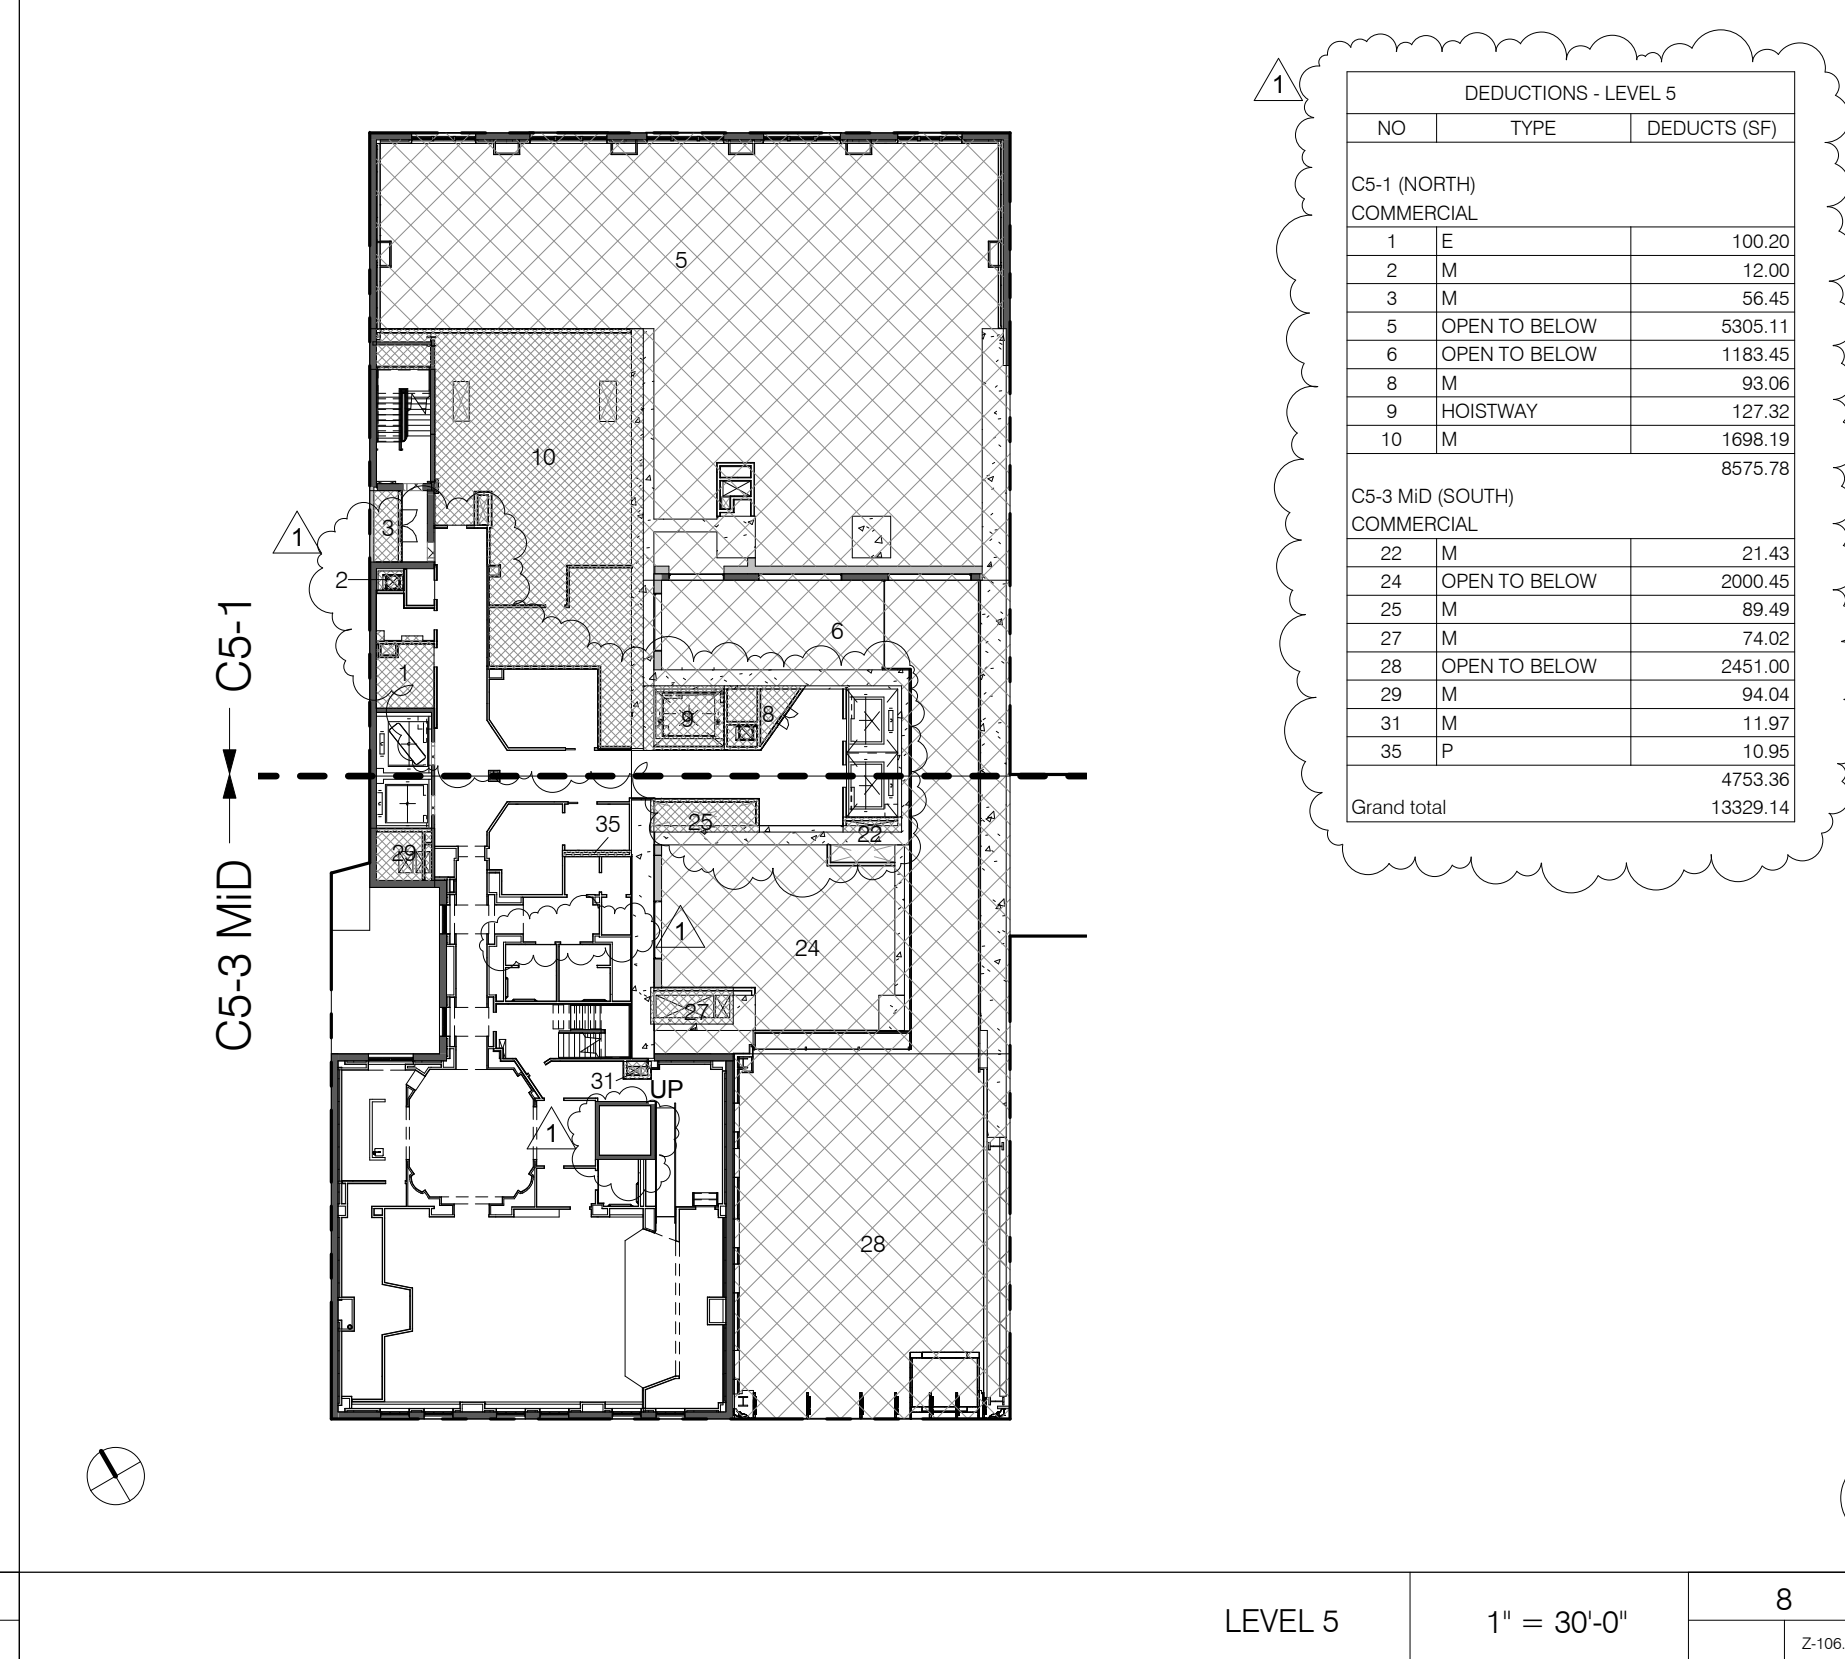 1
DEDUCTIONS - LEVEL 5
NO TYPE DEDUCTS (SF)
C5-1 (NORTH)
COMMERCIAL
1 E 100.20
2 M 12.00
3 M 56.45
5 OPEN TO BELOW 5305.11
6 OPEN TO BELOW 1183.45
8 M 93.06
9 HOISTWAY 127.32
10 M 1698.19
8575.78
C5-3 MiD (SOUTH)
COMMERCIAL
22 M 21.43
24 OPEN TO BELOW 2000.45
25 M 89.49
27 M 74.02
28 OPEN TO BELOW 2451.00
29 M 94.04
31 M 11.97
35 P 10.95
4753.36
Grand total 13329.14
5
10
3
1
2
6
1
9
8
C5-1
C5-3 MiD
35
25
22
29
1
24
27
31
UP
1
28
H
LEVEL 5
1" = 30'-0"
8
Z-106.